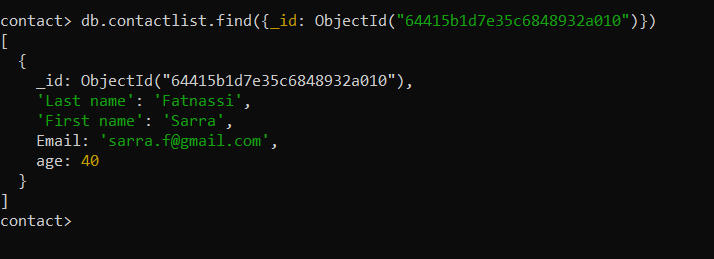 contact> db.contactlist.find({_id: ObjectId("64415b1d7e35c6848932a010")})
[
  {
    _id: ObjectId("64415b1d7e35c6848932a010"),
    'Last name': 'Fatnassi',
    'First name': 'Sarra',
    Email: 'sarra.f@gmail.com',
    age: 40
  }
]
contact>